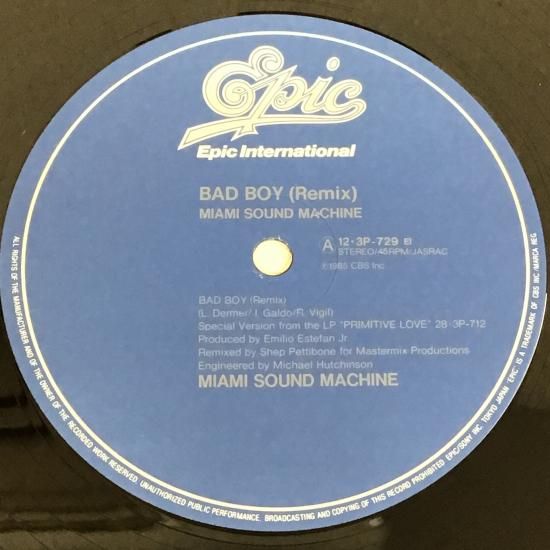 Epic
Epic International
BAD BOY (Remix)
MIAMI SOUND MACHINE
A 12・3P-729
STEREO/45RPM/JASRAC
Ⓟ1985 CBS Inc.
BAD BOY (Remix)
(L. Dermer/J. Galdo/R. Vigil)
Special Version from the LP "PRIMITIVE LOVE" 28・3P-712
Produced by Emilio Estefan Jr.
Remixed by Shep Pettibone for Mastermix Productions
Engineered by Michael Hutchinson
MIAMI SOUND MACHINE
ALL RIGHTS OF THE MANUFACTURER AND OF THE OWNER OF THE RECORDED WORK RESERVED. UNAUTHORIZED PUBLIC PERFORMANCE, BROADCASTING AND COPYING OF THIS RECORD PROHIBITED EPIC/SONY INC. TOKYO JAPAN "EPIC" IS A TRADEMARK OF CBS INC./MARCA REG.